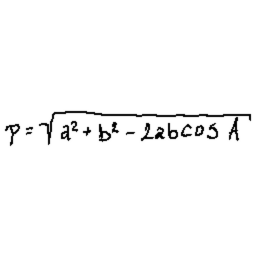 p = √(a² + b² - 2abcos A)